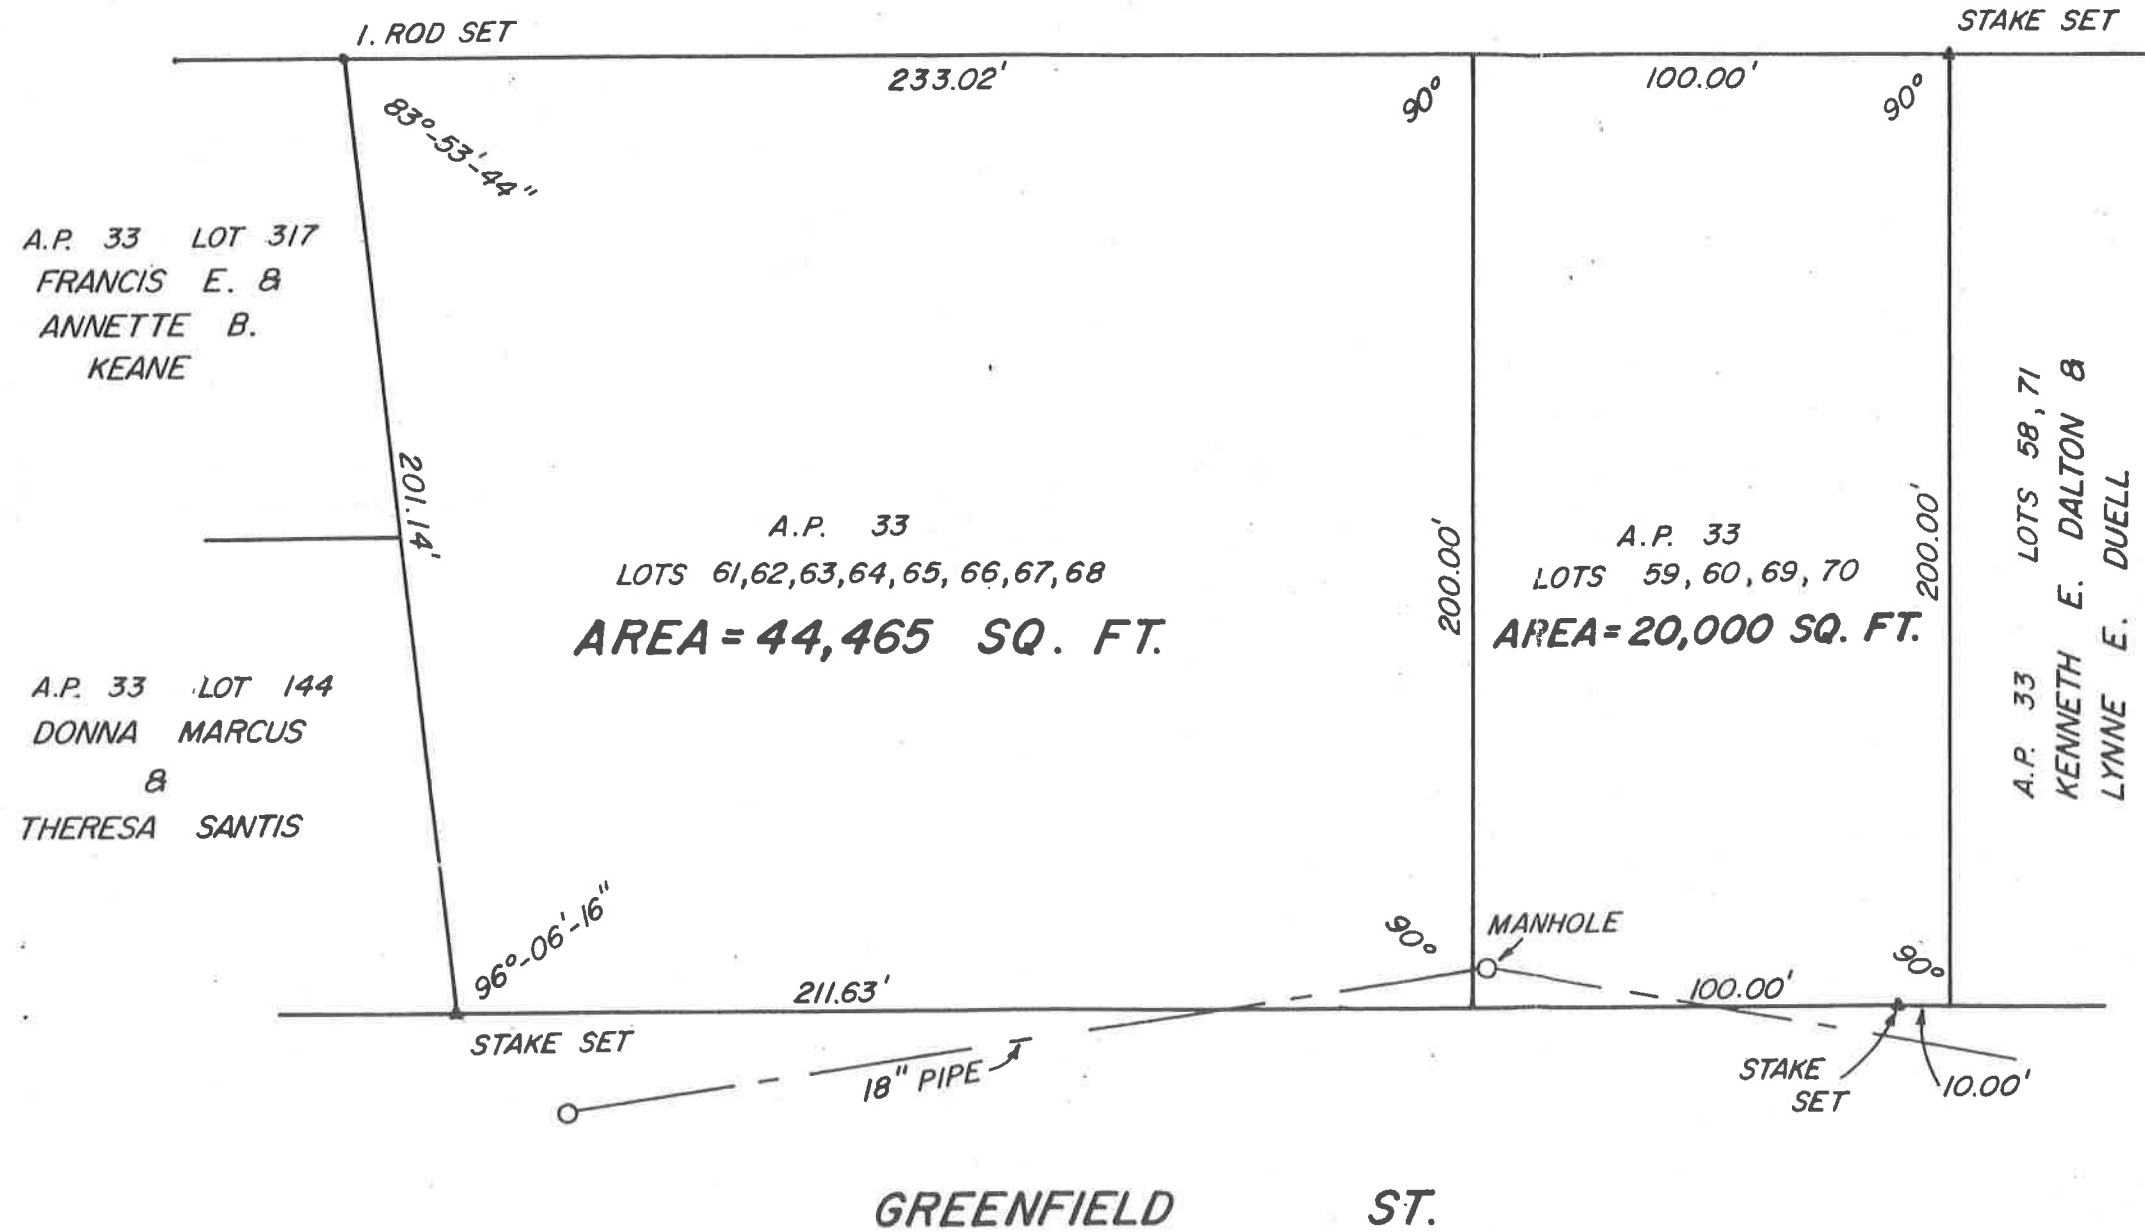 I. ROD SET
STAKE SET
233.02'
100.00'
90°
90°
83°-53'-44"
A.P. 33 LOT 317
FRANCIS E. &
ANNETTE B.
KEANE
201.14'
A.P. 33
LOTS 61,62,63,64,65,66,67,68
AREA = 44,465 SQ. FT.
200.00'
A.P. 33
LOTS 59, 60, 69, 70
AREA = 20,000 SQ. FT.
200.00'
A.P. 33 LOTS 58, 71
KENNETH E. DALTON &
LYNNE E. DUELL
A.P. 33 LOT 144
DONNA MARCUS
&
THERESA SANTIS
96°-06'-16"
90°
MANHOLE
90°
211.63'
100.00'
STAKE SET
18" PIPE
STAKE
SET
10.00'
GREENFIELD ST.